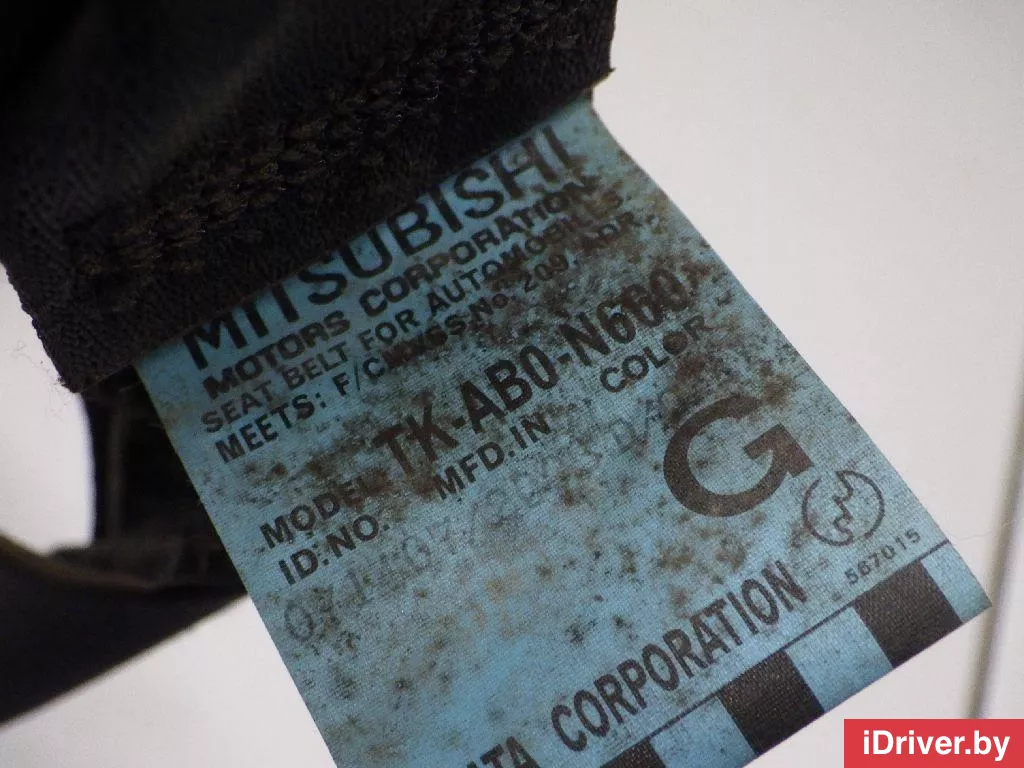 MITSUBISHI
MOTORS CORPORATION
SEAT BELT FOR AUTOMOBILES
MEETS: F/CMVSS No. 209, ADR
MODEL TK-AB0-N660
ID. NO. MFD. IN COLOR
G
567015
CORPORATION
iDriver.by